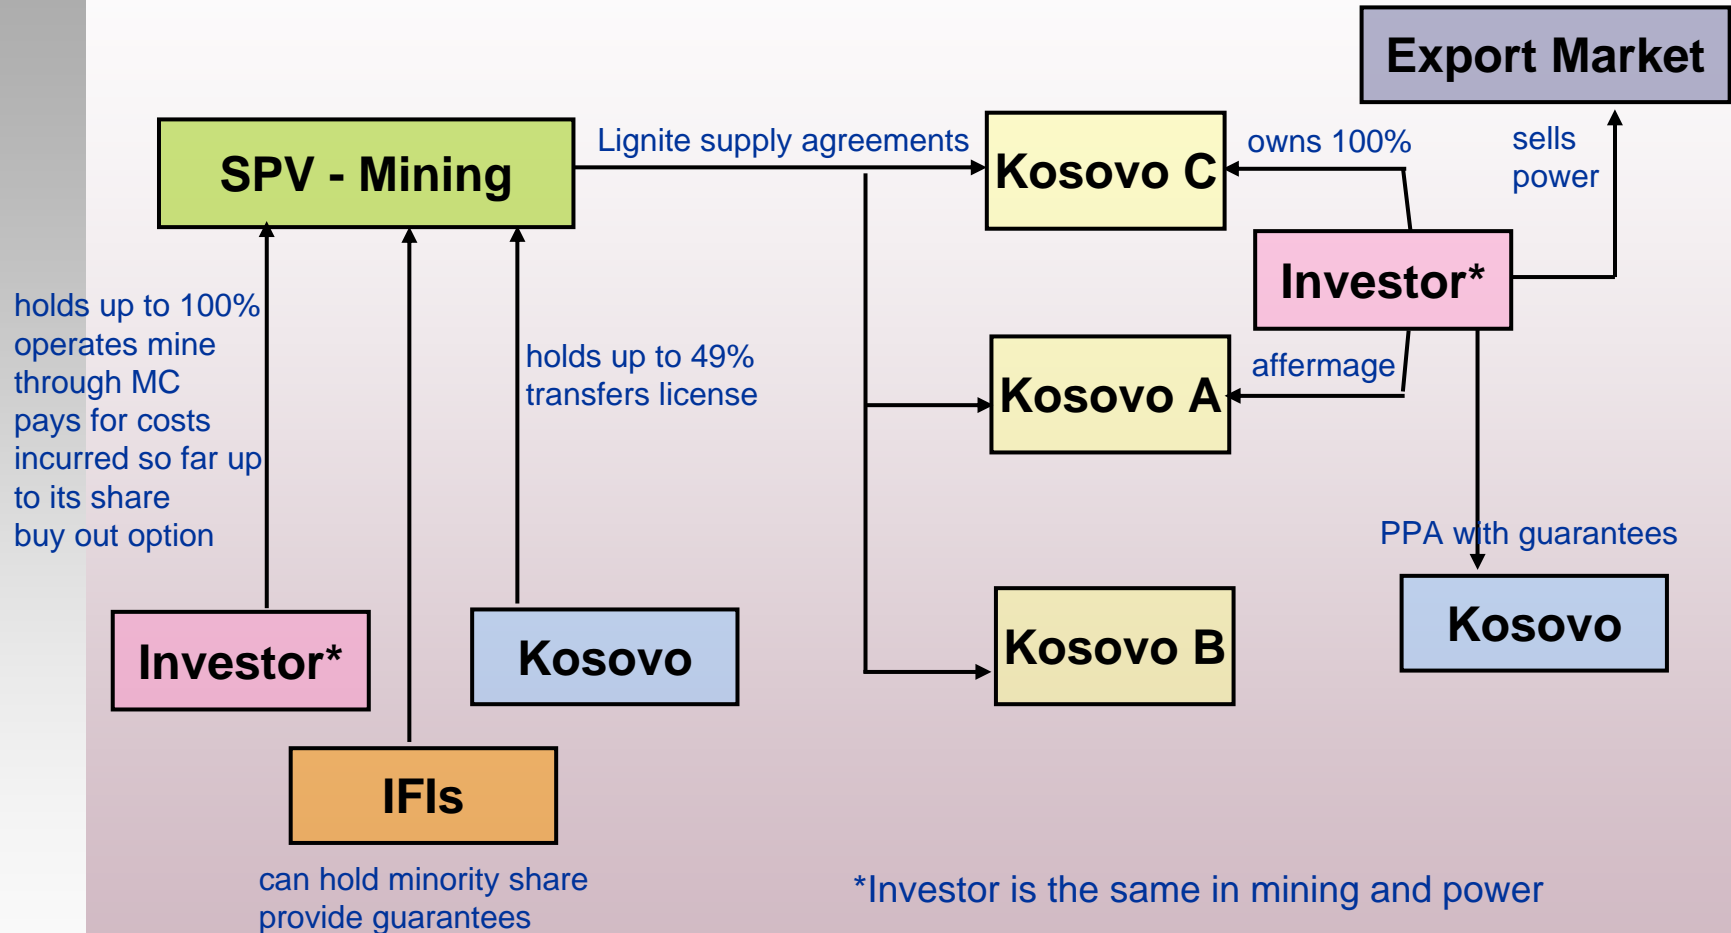 Export Market
SPV - Mining
Lignite supply agreements
Kosovo C
owns 100%
sells
power
Investor*
holds up to 100%
operates mine
through MC
pays for costs
incurred so far up
to its share
buy out option
holds up to 49%
transfers license
Kosovo A
affermage
PPA with guarantees
Investor*
Kosovo
Kosovo B
Kosovo
IFIs
can hold minority share
provide guarantees
*Investor is the same in mining and power